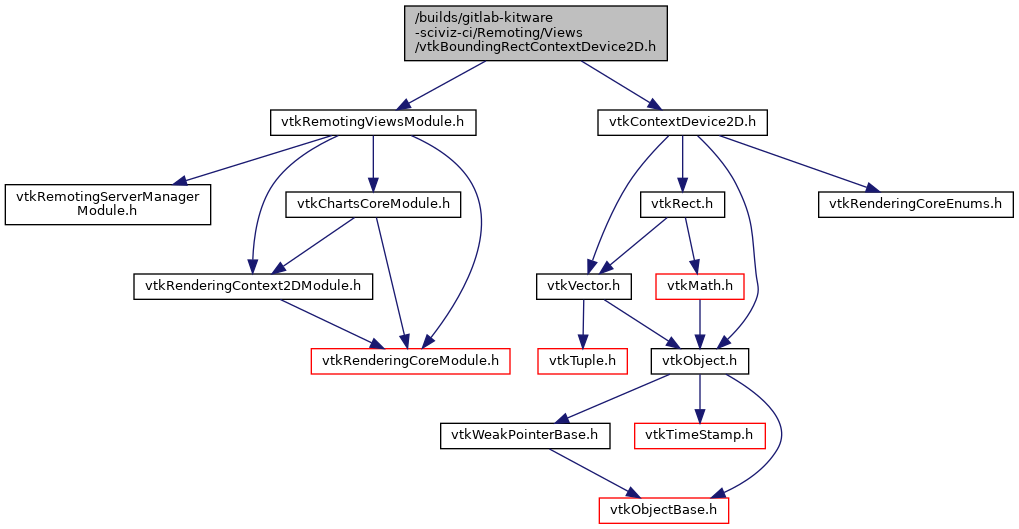 /builds/gitlab-kitware
-sciviz-ci/Remoting/Views
/vtkBoundingRectContextDevice2D.h
vtkRemotingViewsModule.h
vtkContextDevice2D.h
vtkRemotingServerManager
Module.h
vtkChartsCoreModule.h
vtkRect.h
vtkRenderingCoreEnums.h
vtkRenderingContext2DModule.h
vtkVector.h
vtkMath.h
vtkRenderingCoreModule.h
vtkTuple.h
vtkObject.h
vtkWeakPointerBase.h
vtkTimeStamp.h
vtkObjectBase.h